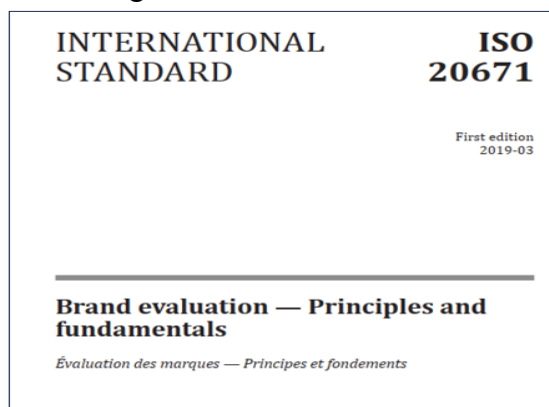 INTERNATIONAL
STANDARD
ISO
20671
First edition
2019-03
Brand evaluation — Principles and
fundamentals
Évaluation des marques — Principes et fondements